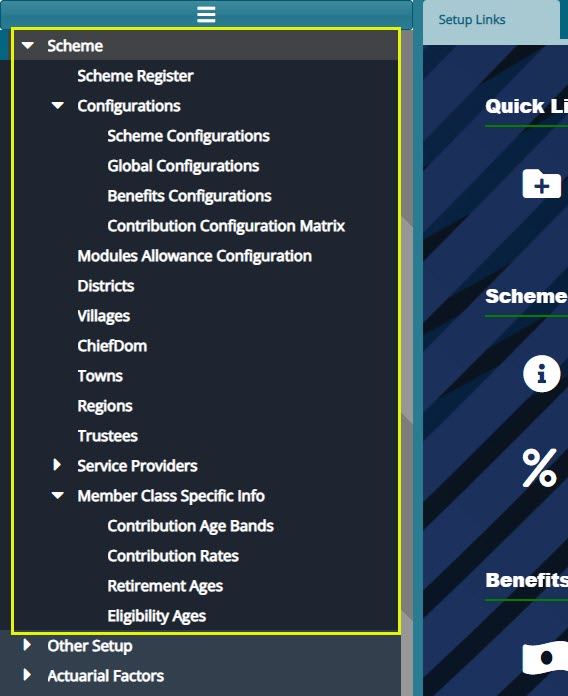 Setup Links
Scheme
Scheme Register
Configurations
Scheme Configurations
Global Configurations
Benefits Configurations
Contribution Configuration Matrix
Modules Allowance Configuration
Districts
Villages
ChiefDom
Towns
Regions
Trustees
Service Providers
Member Class Specific Info
Contribution Age Bands
Contribution Rates
Retirement Ages
Eligibility Ages
Other Setup
Actuarial Factors
Quick Li
Scheme
%
Benefits